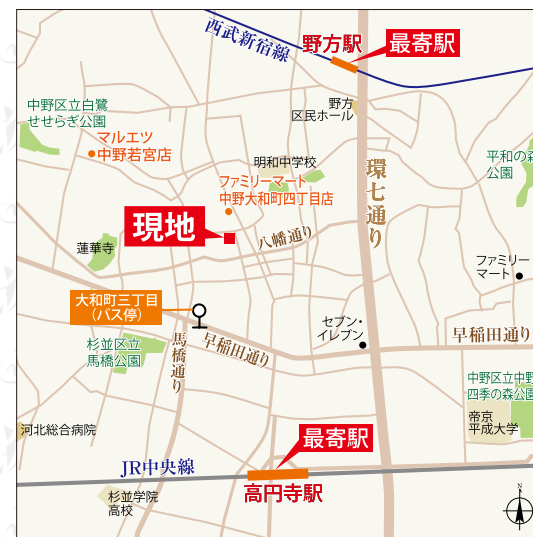 西武新宿線
野方駅
最寄駅
中野区立白鷺
せせらぎ公園
マルエツ
中野若宮店
野方
区民ホール
明和中学校
ファミリーマート
中野大和町四丁目店
環七通り
平和の森
公園
現地
蓮華寺
八幡通り
ファミリー
マート
大和町三丁目
（バス停）
セブン・
イレブン
早稲田通り
早稲田通り
馬橋通り
杉並区立
馬橋公園
中野区立中野
四季の森公園
帝京
平成大学
河北総合病院
最寄駅
JR中央線
高円寺駅
杉並学院
高校
N